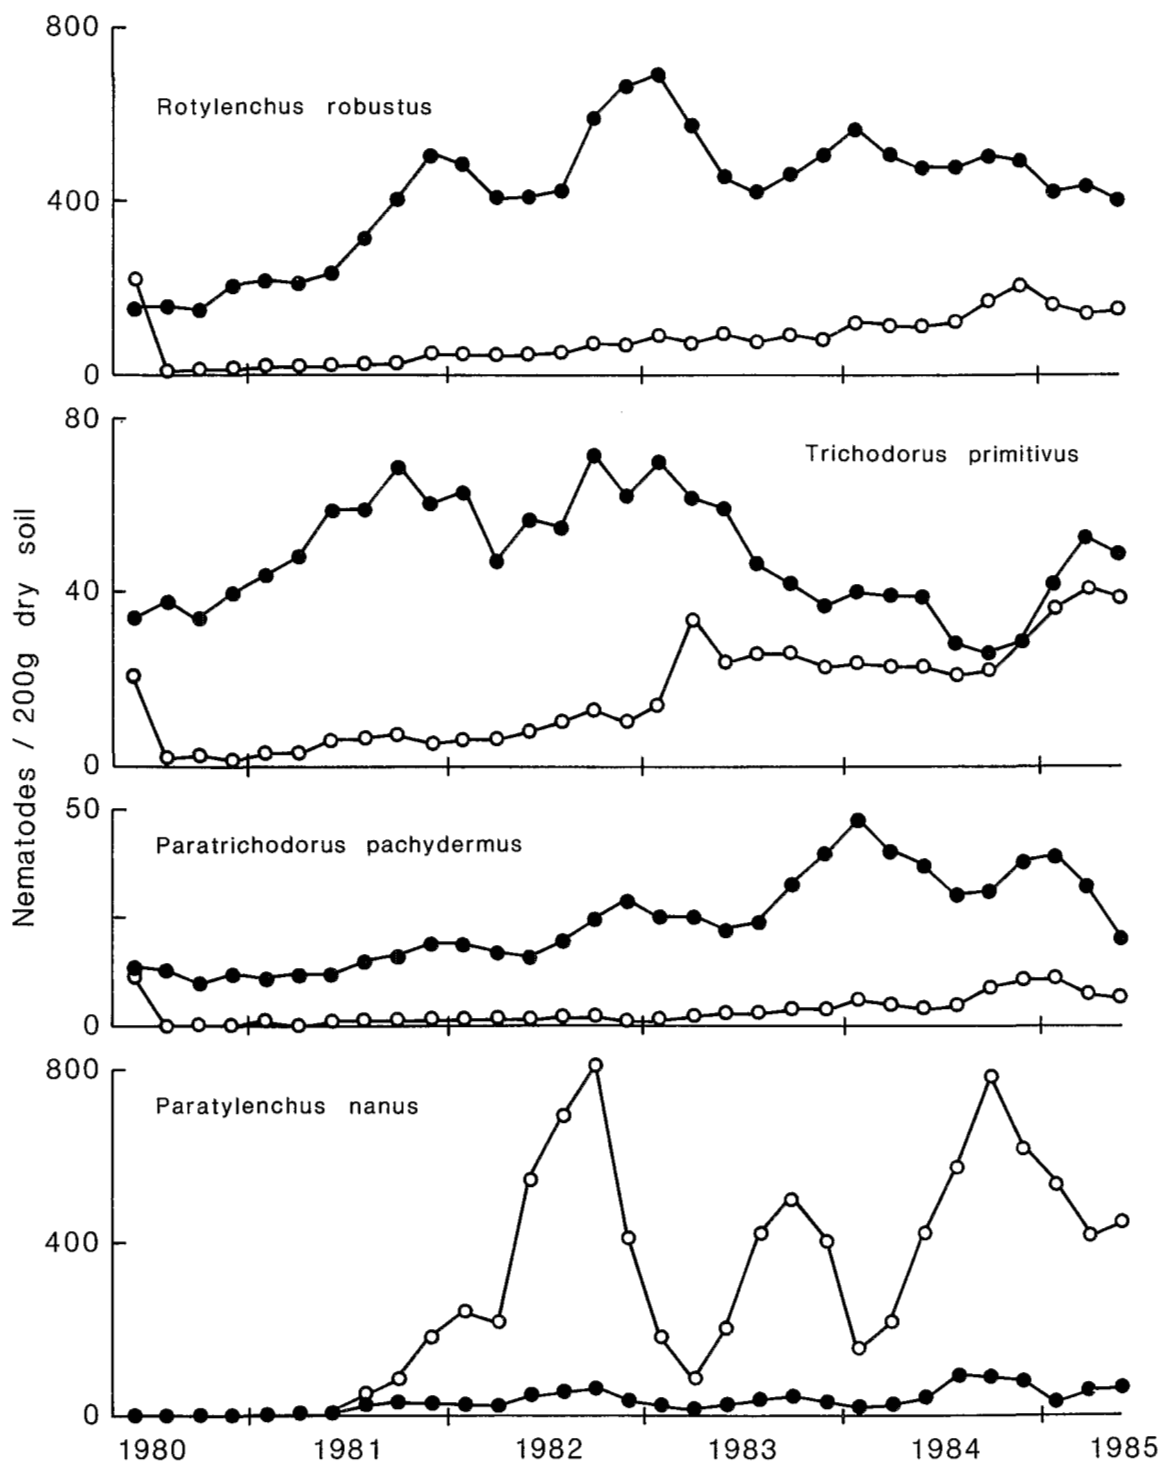 800
Rotylenchus robustus
400
0
80
Trichodorus primitivus
40
0
Nematodes / 200g dry soil
50
Paratrichodorus pachydermus
0
800
Paratylenchus nanus
400
0
1980 1981 1982 1983 1984 1985